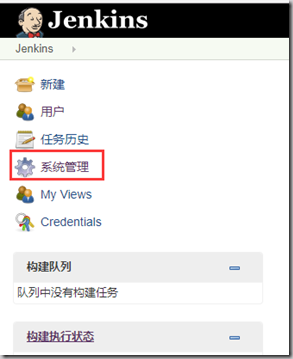 Jenkins
Jenkins
新建
用户
任务历史
系统管理
My Views
Credentials
构建队列
队列中没有构建任务
构建执行状态